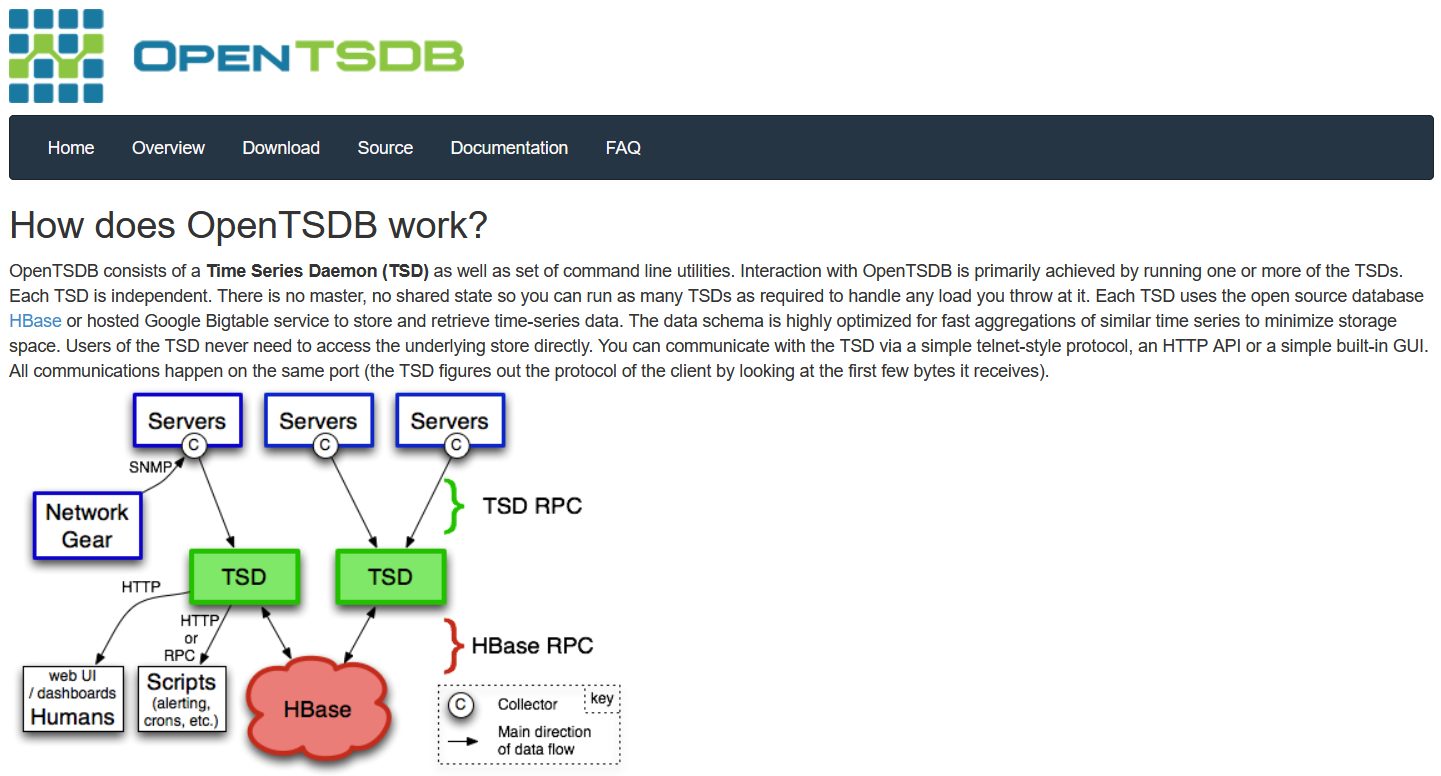 OpenTSDB
Home Overview Download Source Documentation FAQ
How does OpenTSDB work?
OpenTSDB consists of a Time Series Daemon (TSD) as well as set of command line utilities. Interaction with OpenTSDB is primarily achieved by running one or more of the TSDs.
Each TSD is independent. There is no master, no shared state so you can run as many TSDs as required to handle any load you throw at it. Each TSD uses the open source database
HBase or hosted Google Bigtable service to store and retrieve time-series data. The data schema is highly optimized for fast aggregations of similar time series to minimize storage
space. Users of the TSD never need to access the underlying store directly. You can communicate with the TSD via a simple telnet-style protocol, an HTTP API or a simple built-in GUI.
All communications happen on the same port (the TSD figures out the protocol of the client by looking at the first few bytes it receives).
Servers Servers Servers
C C C
SNMP
Network
Gear
TSD RPC
TSD TSD
HTTP
HTTP
or
RPC
HBase RPC
web UI
/ dashboards
Humans
Scripts
(alerting,
crons, etc.)
HBase
key
C Collector
Main direction
of data flow